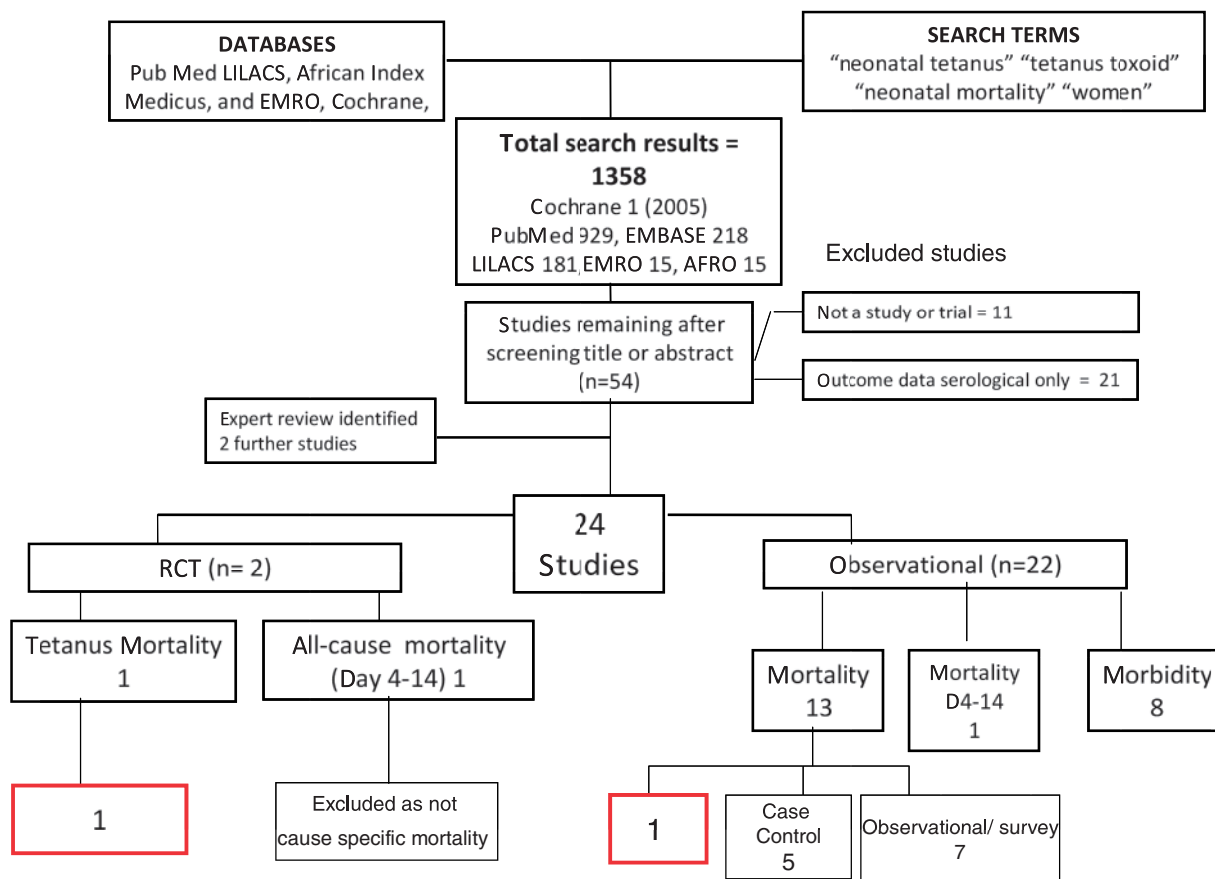 DATABASES
Pub Med LILACS, African Index
Medicus, and EMRO, Cochrane,
SEARCH TERMS
“neonatal tetanus” “tetanus toxoid”
“neonatal mortality” “women”
Total search results =
1358
Cochrane 1 (2005)
PubMed 929, EMBASE 218
LILACS 181, EMRO 15, AFRO 15
Excluded studies
Studies remaining after
screening title or abstract
(n=54)
Not a study or trial = 11
Outcome data serological only = 21
Expert review identified
2 further studies
24
Studies
RCT (n= 2)
Observational (n=22)
Tetanus Mortality
1
All-cause mortality
(Day 4-14) 1
Mortality
13
Mortality
D4-14
1
Morbidity
8
1
Excluded as not
cause specific mortality
1
Case
Control
5
Observational/ survey
7